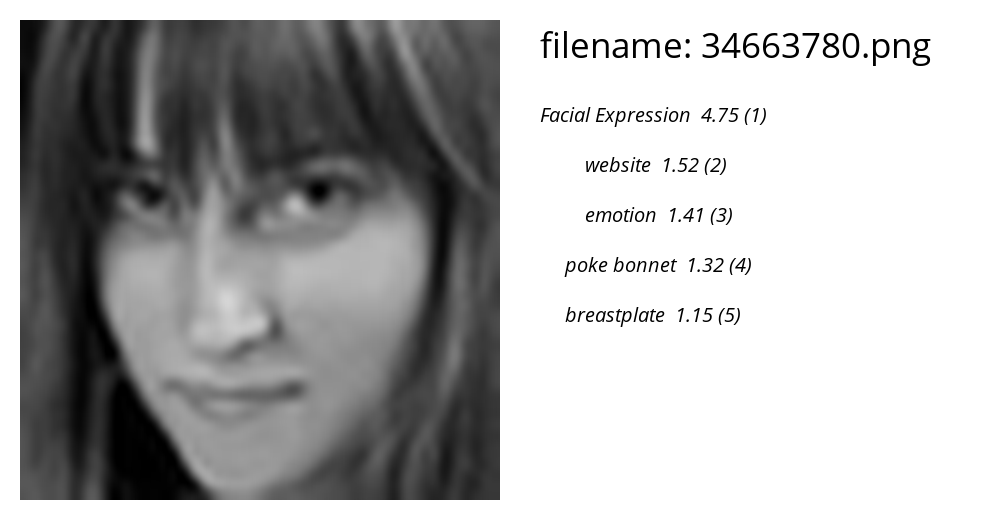 filename: 34663780.png
Facial Expression 4.75 (1)
website 1.52 (2)
emotion 1.41 (3)
poke bonnet 1.32 (4)
breastplate 1.15 (5)